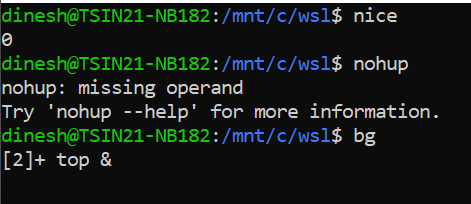 dinesh@TSIN21-NB182:/mnt/c/wsl$ nice
0
dinesh@TSIN21-NB182:/mnt/c/wsl$ nohup
nohup: missing operand
Try 'nohup --help' for more information.
dinesh@TSIN21-NB182:/mnt/c/wsl$ bg
[2]+ top &